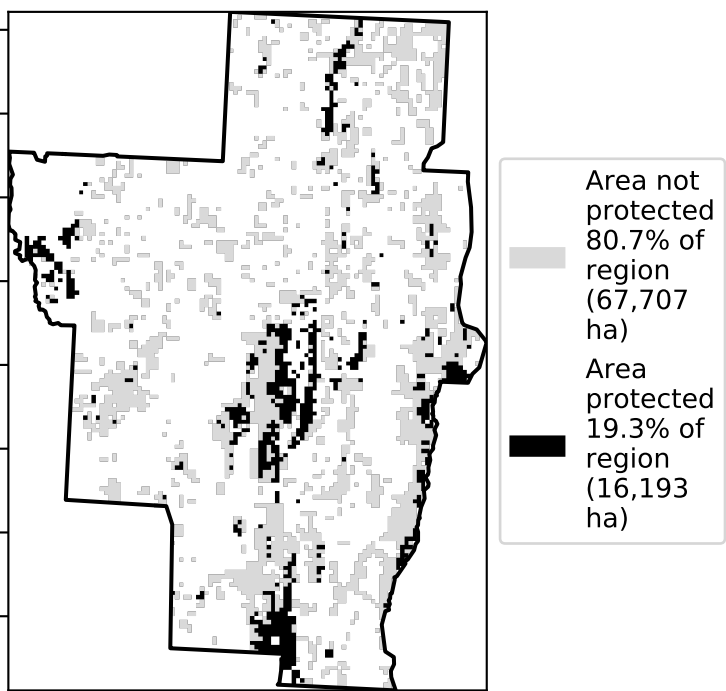 Area not
protected
80.7% of
region
(67,707
ha)
Area
protected
19.3% of
region
(16,193
ha)